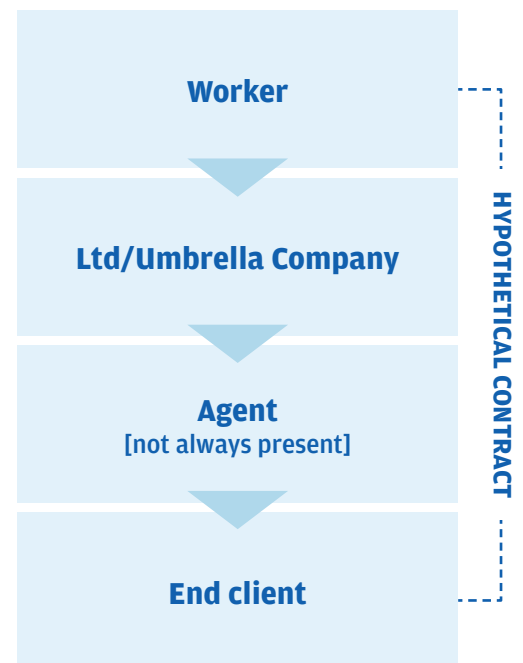 Worker
Ltd/Umbrella Company
Agent
[not always present]
End client
HYPOTHETICAL CONTRACT